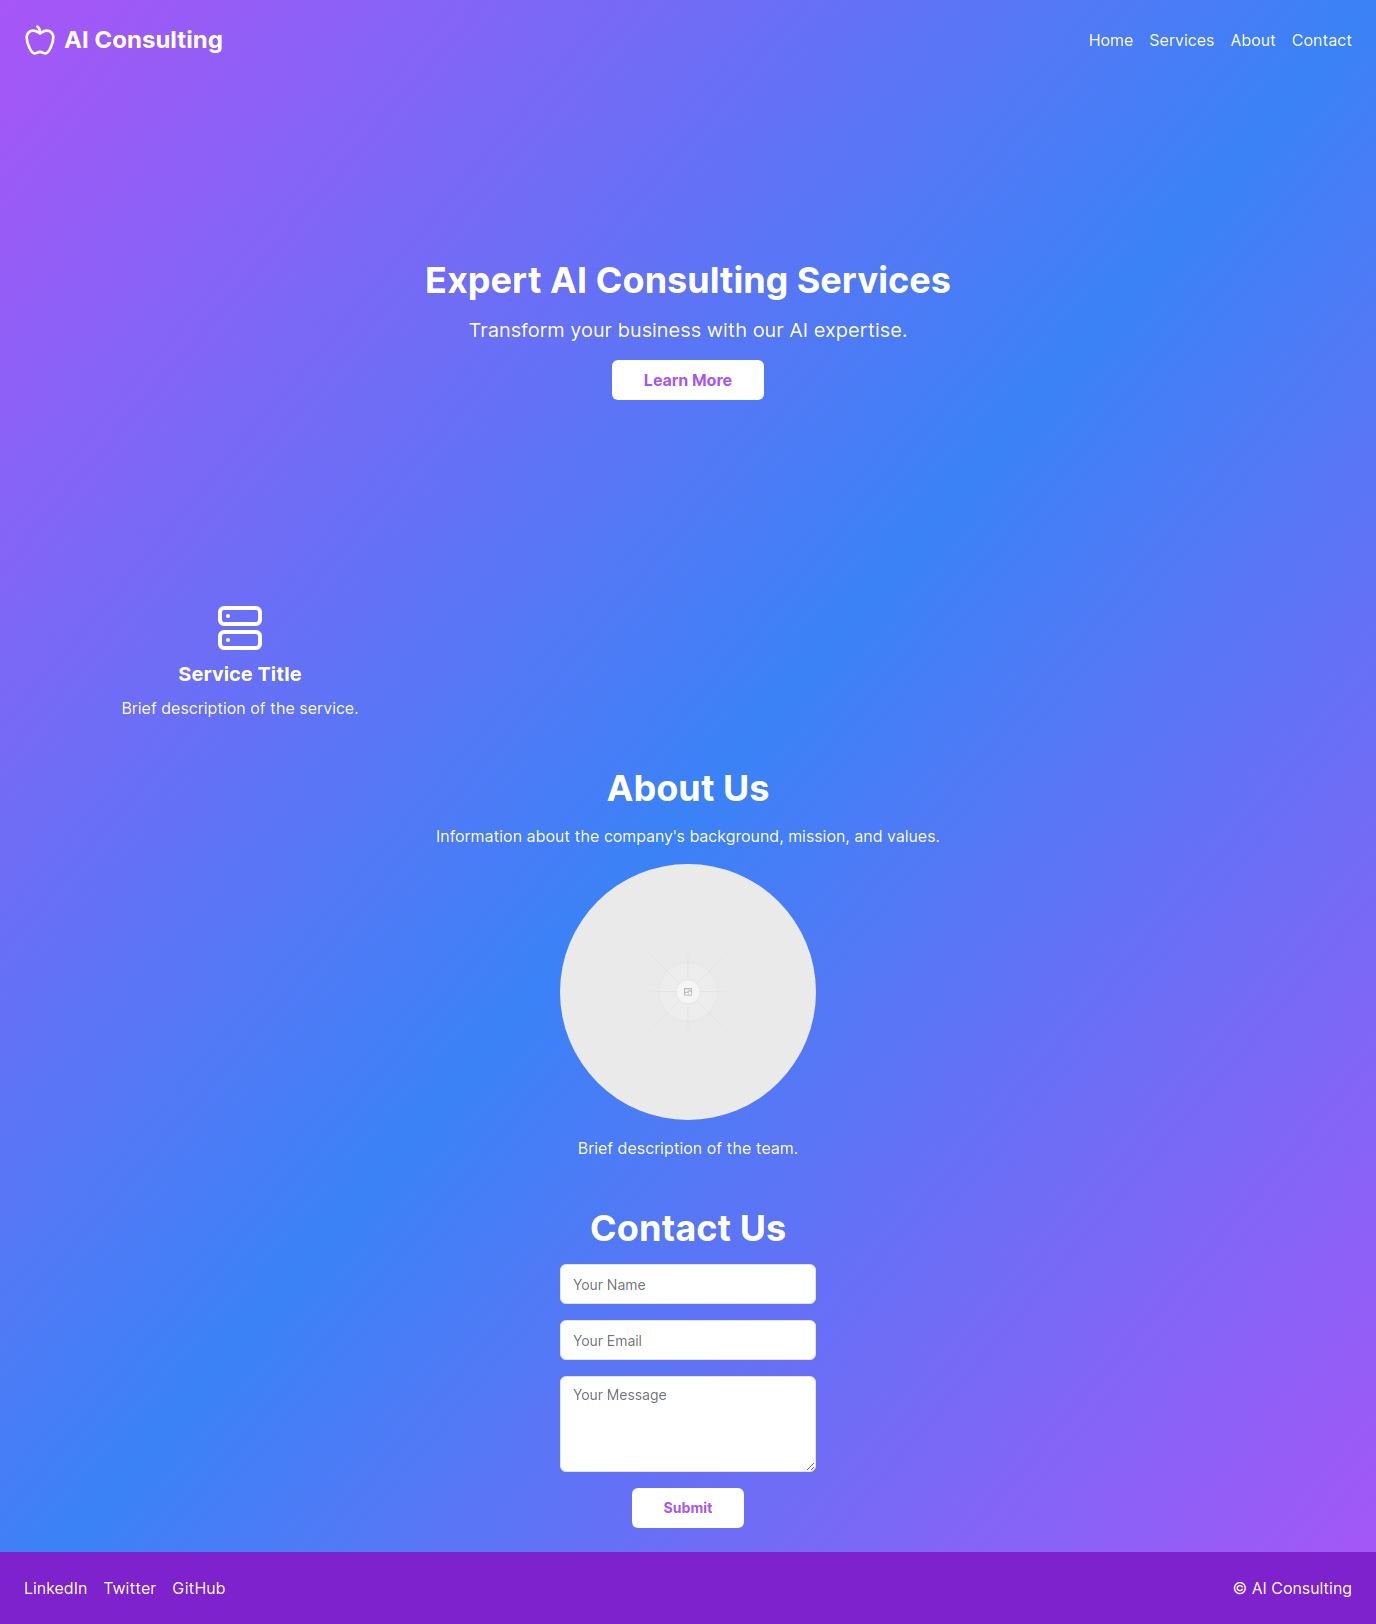 AI Consulting
Home Services About Contact
Expert AI Consulting Services
Transform your business with our AI expertise.
Learn More
Service Title
Brief description of the service.
About Us
Information about the company's background, mission, and values.
Brief description of the team.
Contact Us
Your Name
Your Email
Your Message
Submit
LinkedIn Twitter GitHub
© AI Consulting